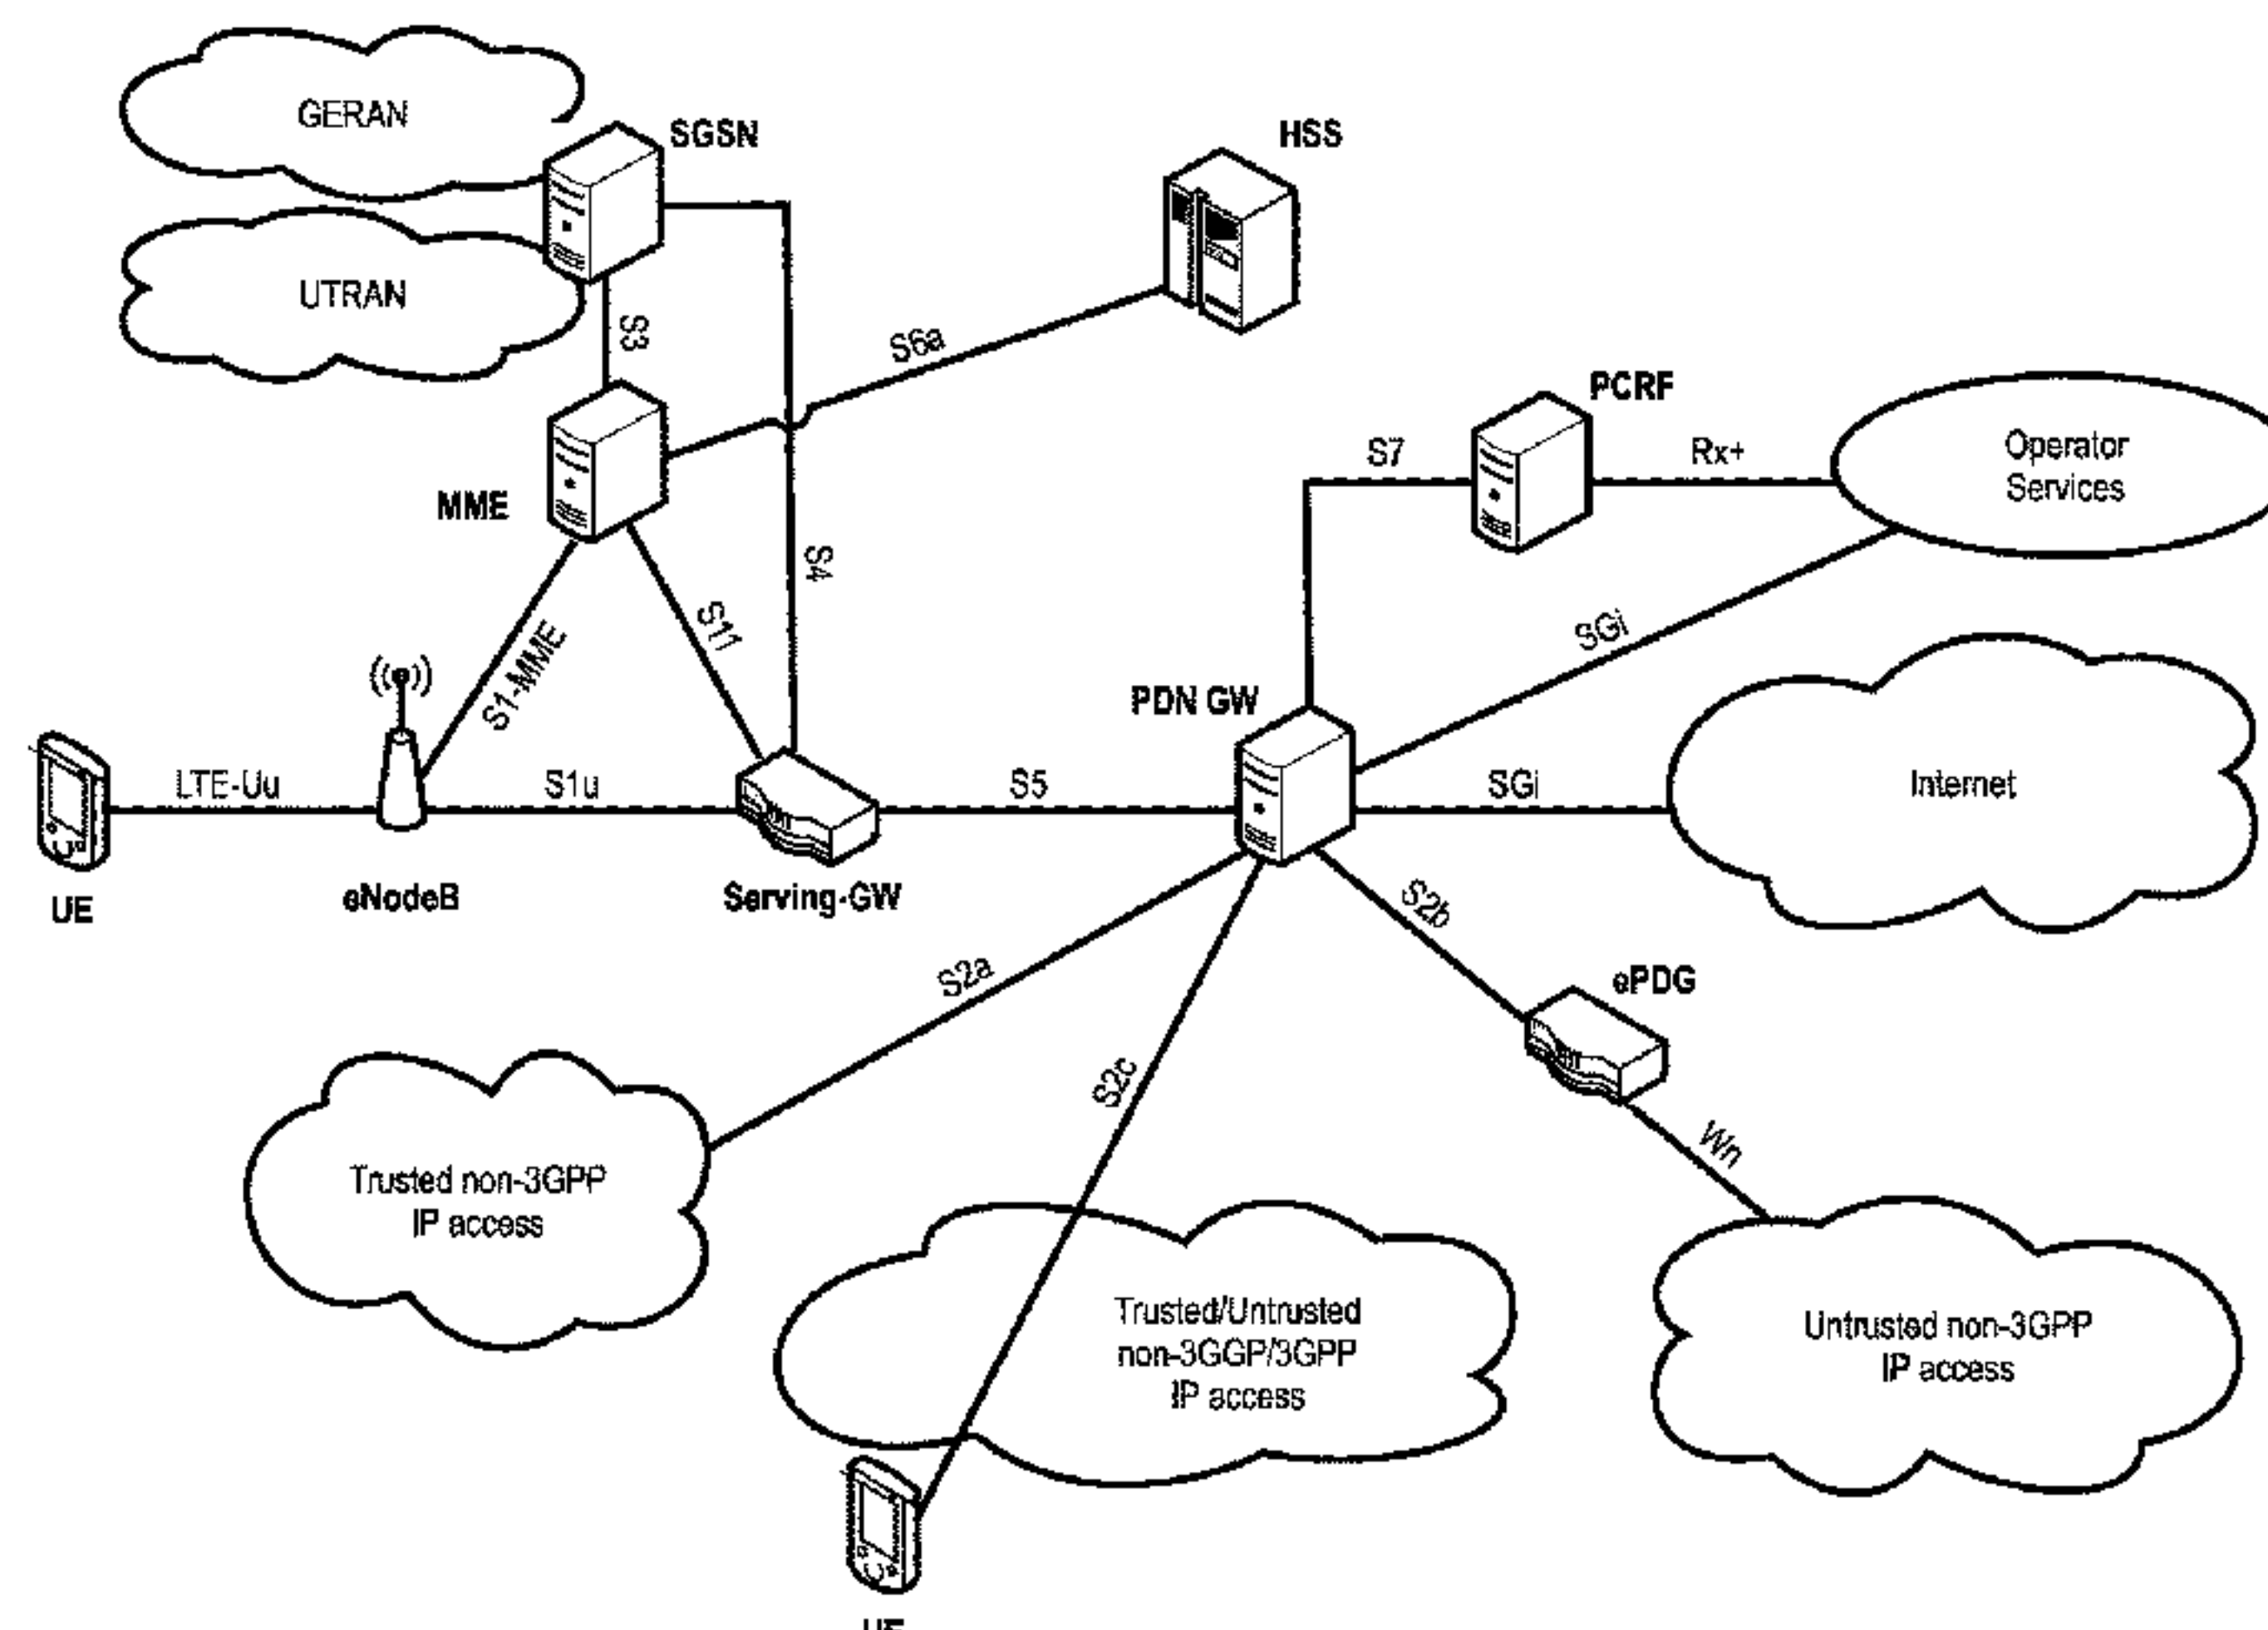 GERAN
SGSN
HSS
UTRAN
S3
S6a
PCRF
S7
Rx+
Operator
Services
MME
S4
S11
S1-MME
SGi
PDN GW
LTE-Uu
S1u
S5
SGi
Internet
UE
eNodeB
Serving-GW
S2b
S2a
ePDG
S2c
Wn
Trusted non-3GPP
IP access
Trusted/Untrusted
non-3GGP/3GPP
IP access
Untrusted non-3GPP
IP access
UE